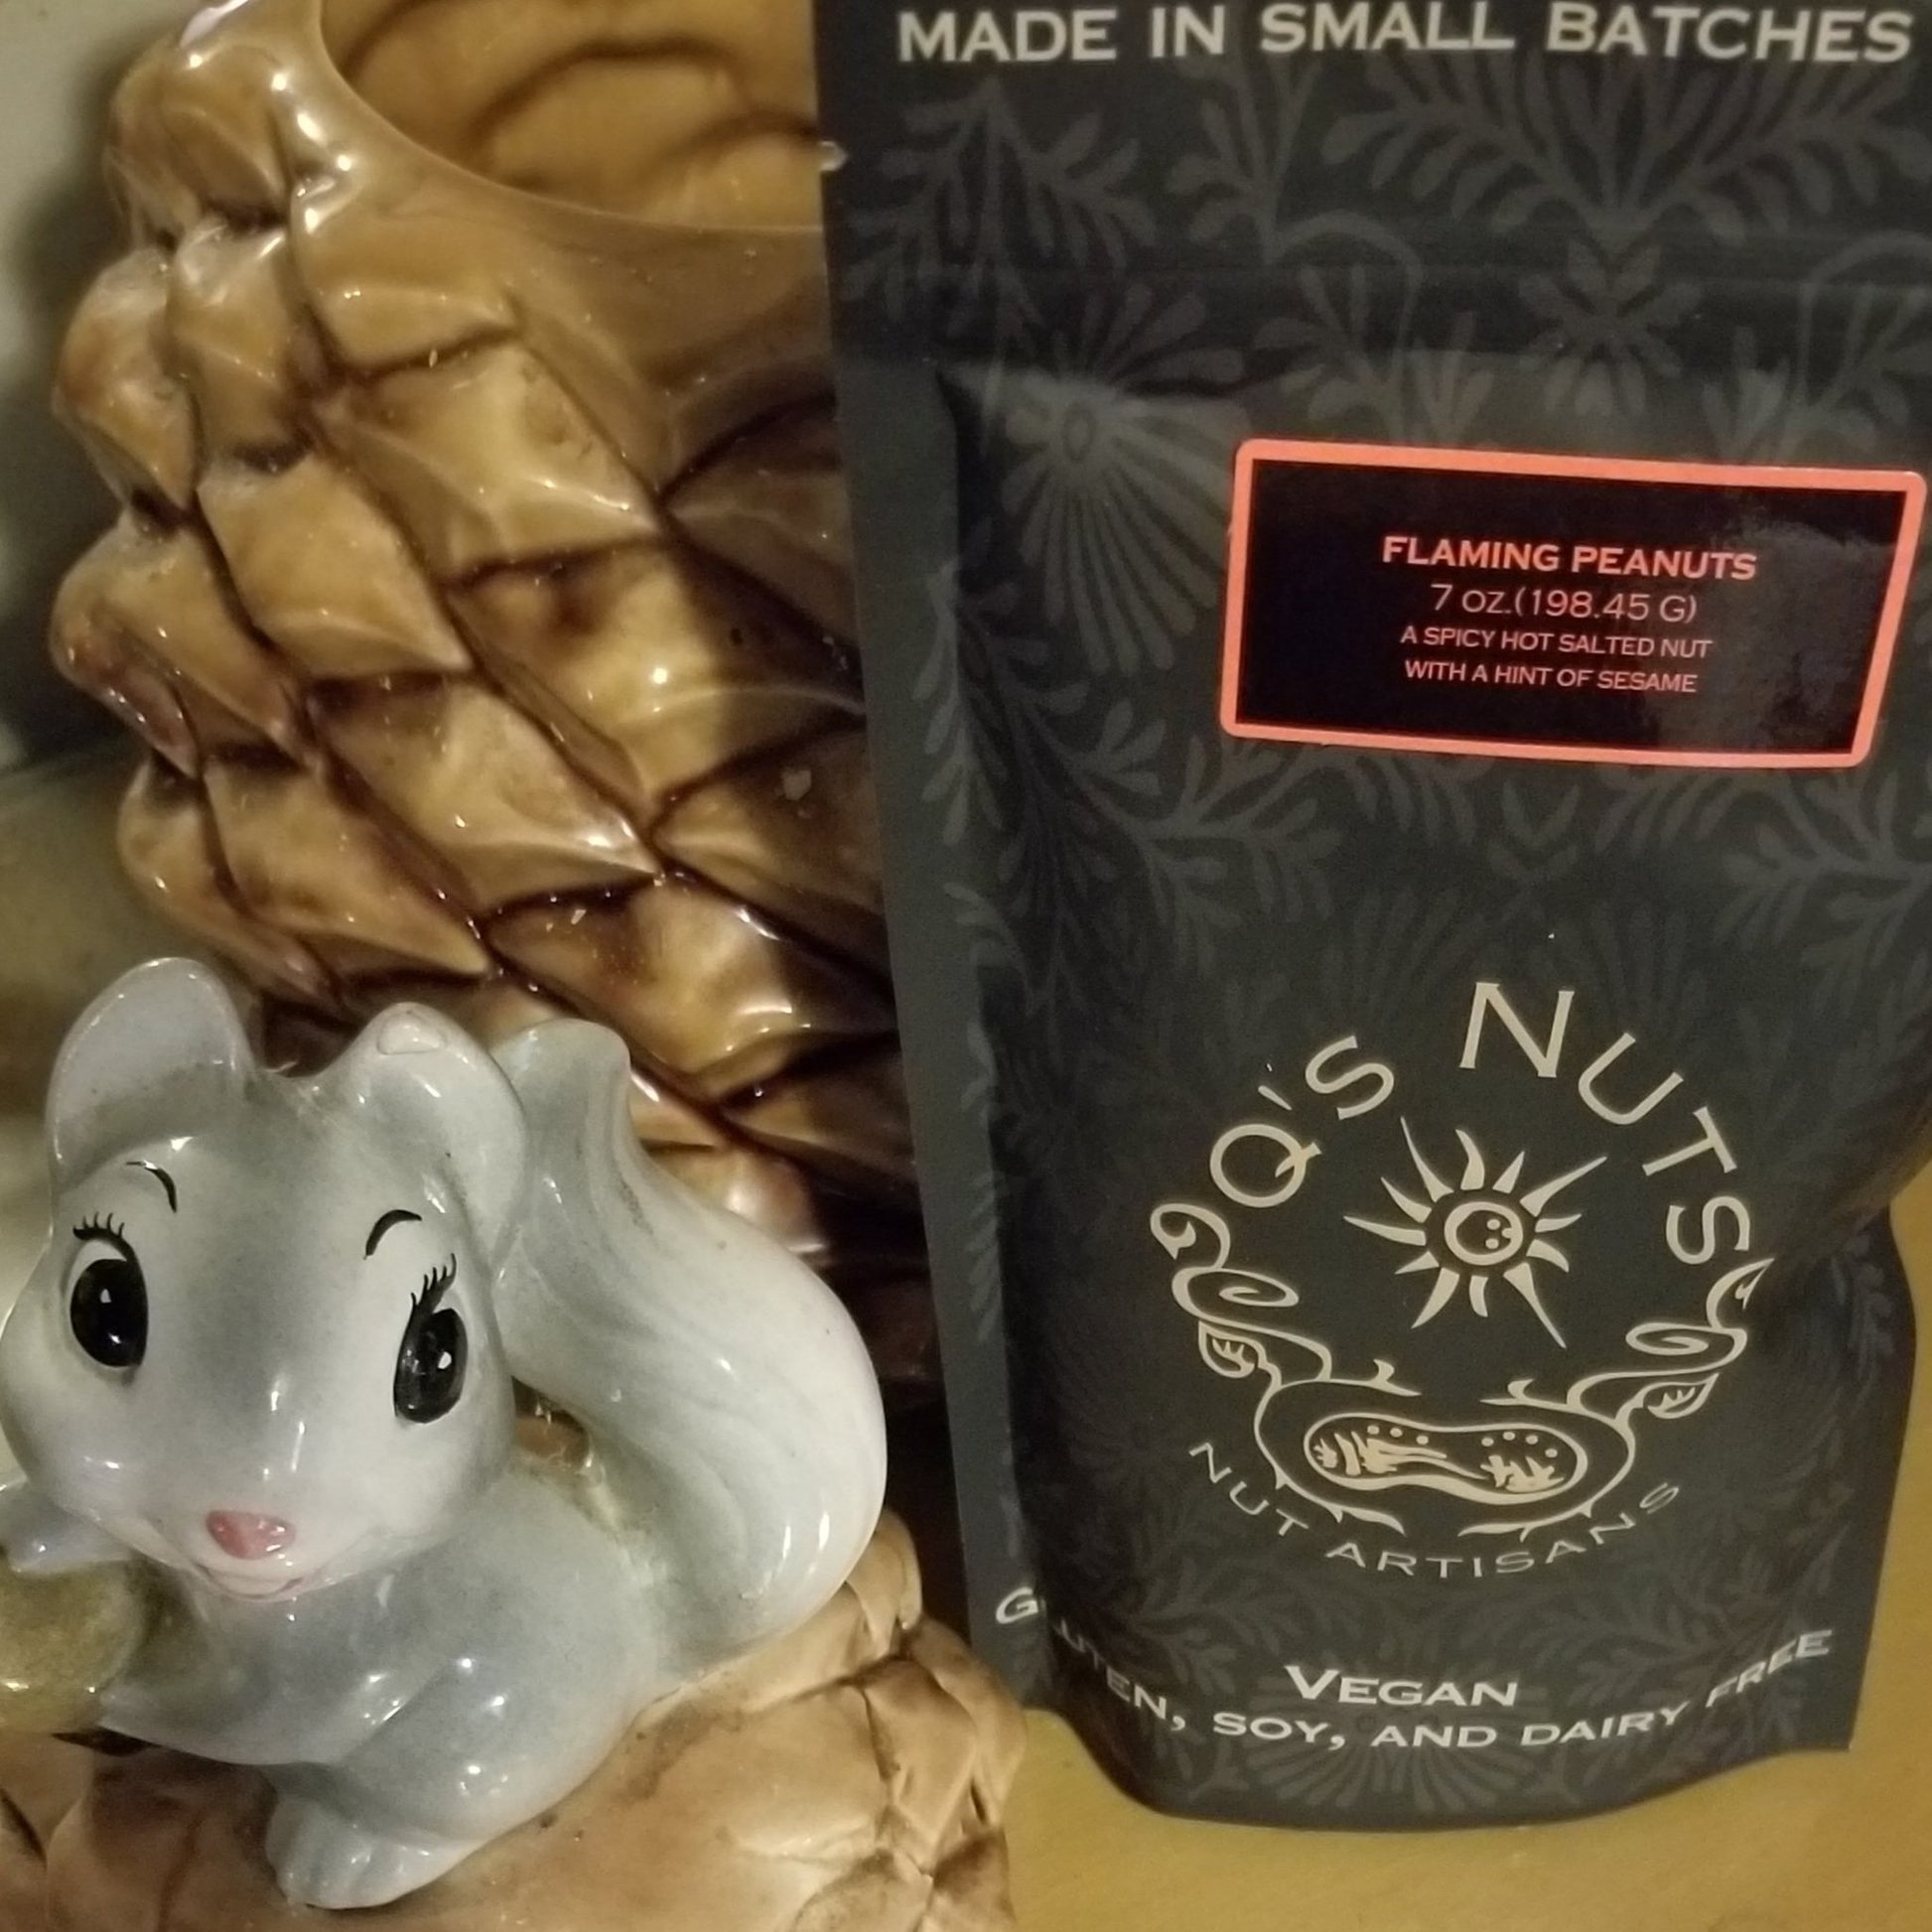 MADE IN SMALL BATCHES
FLAMING PEANUTS
7 OZ.(198.45 G)
A SPICY HOT SALTED NUT
WITH A HINT OF SESAME
Q'S NUTS
NUT ARTISANS
VEGAN
GLUTEN, SOY, AND DAIRY FREE